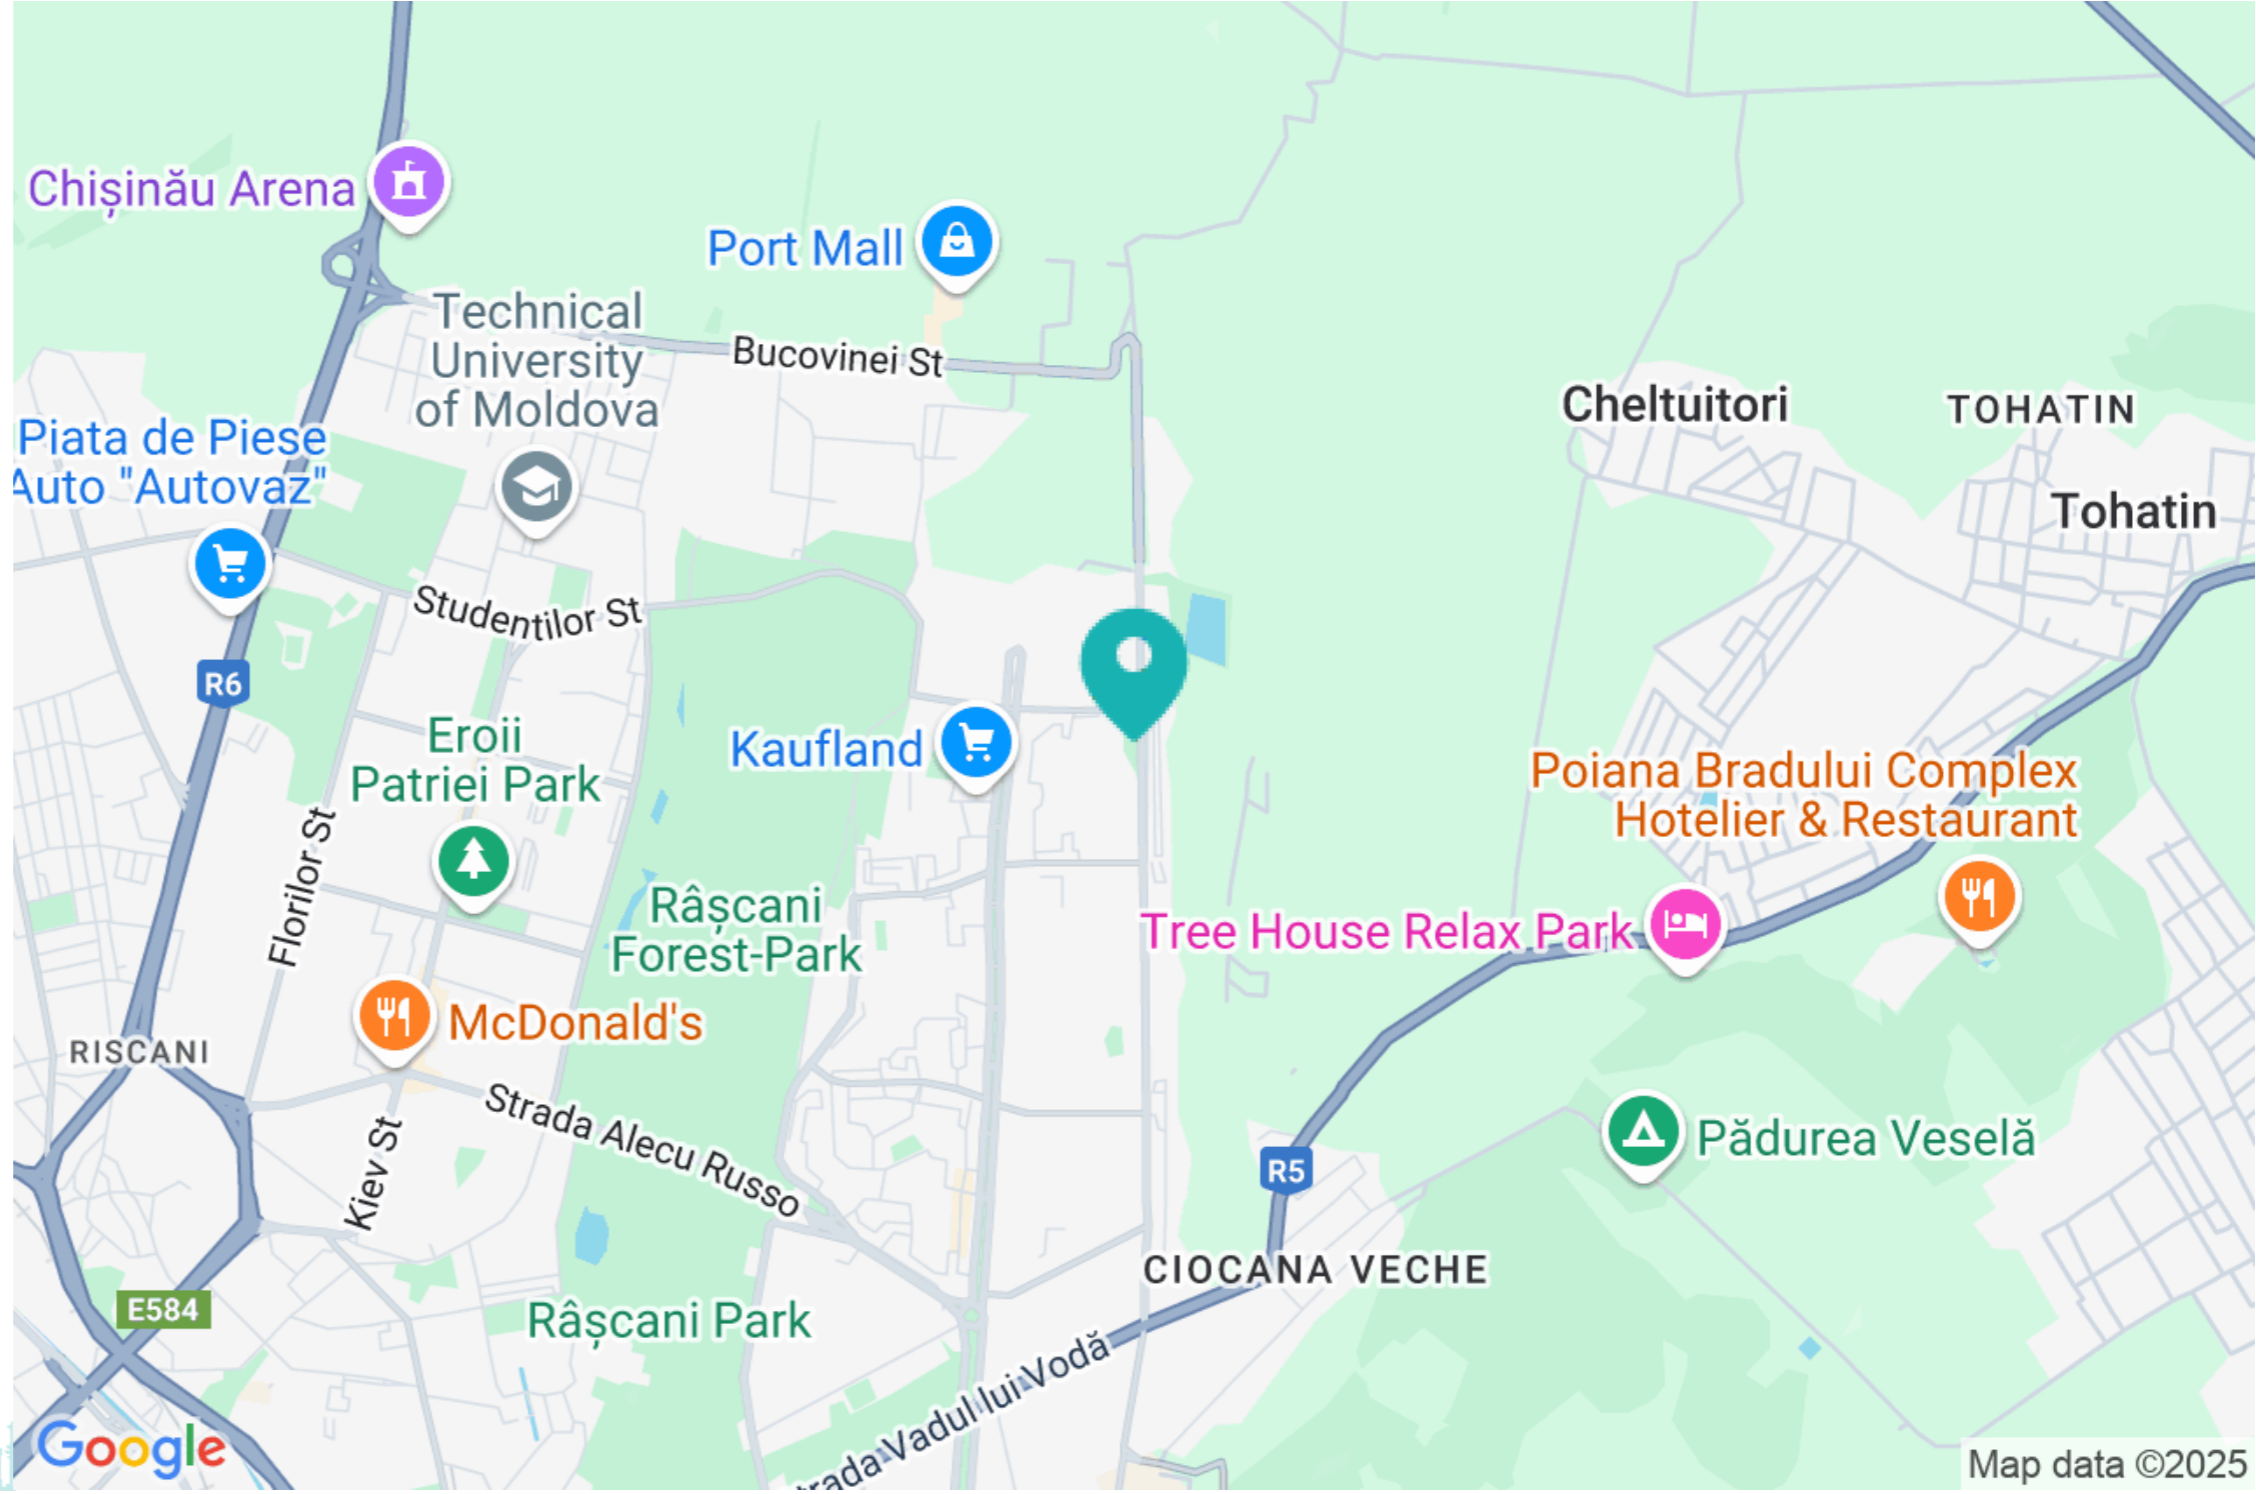 Chișinău Arena
Port Mall
Technical
University
of Moldova
Bucovinei St
Cheltuitori
TOHATIN
Piata de Piese
Auto "Autovaz"
Tohatin
Studentilor St
R6
Eroii
Patriei Park
Kaufland
Poiana Bradului Complex
Hotelier & Restaurant
Florilor St
Râșcani
Forest-Park
Tree House Relax Park
McDonald's
RISCANI
Strada Alecu Russo
Kiev St
Pădurea Veselă
R5
CIOCANA VECHE
E584
Râșcani Park
trada Vadul lui Vodă
Google
Map data ©2025